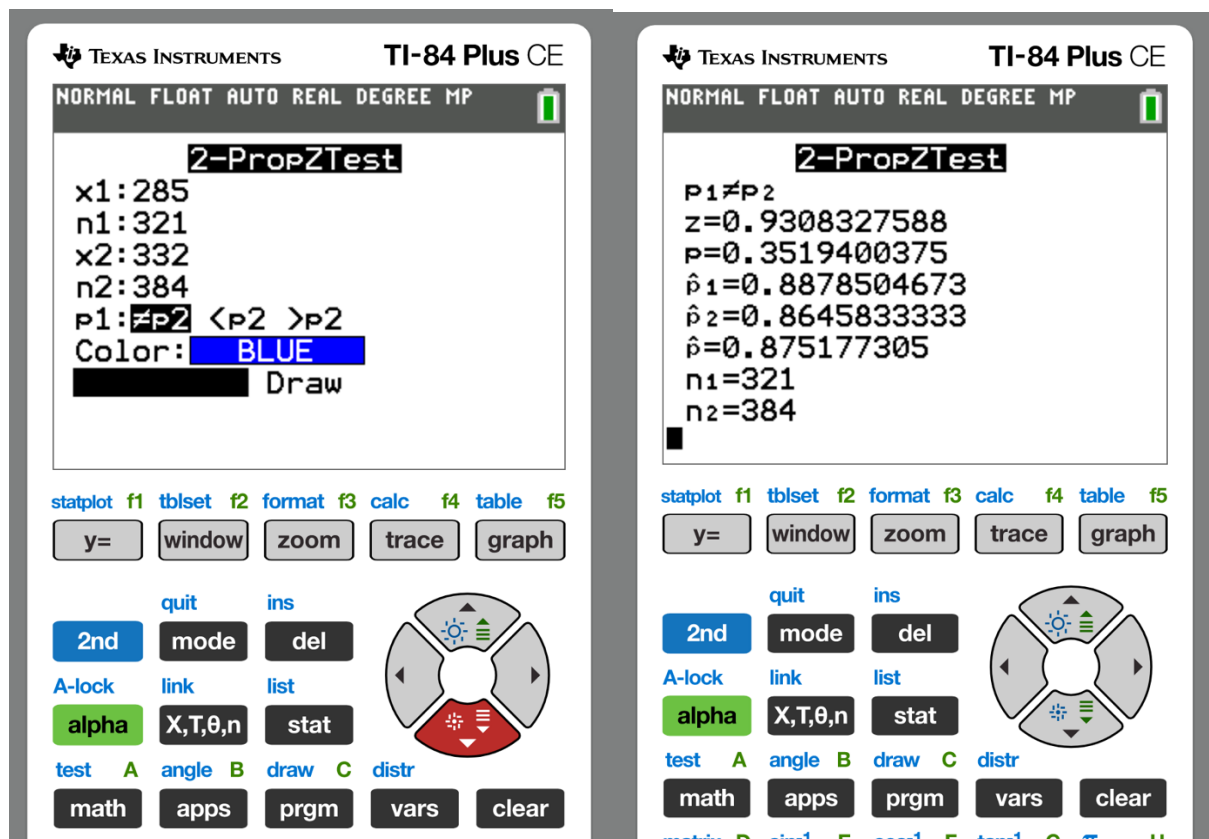 TEXAS INSTRUMENTS TI-84 Plus CE
NORMAL FLOAT AUTO REAL DEGREE MP
2-PropZTest
x1:285
n1:321
x2:332
n2:384
p1:≠p2 <p2 >p2
Color: BLUE
Draw
statplot f1 tblset f2 format f3 calc f4 table f5
y= window zoom trace graph
quit ins
2nd mode del
A-lock link list
alpha X,T,θ,n stat
test A angle B draw C distr
math apps prgm vars clear
TEXAS INSTRUMENTS TI-84 Plus CE
NORMAL FLOAT AUTO REAL DEGREE MP
2-PropZTest
p1≠p2
z=0.9308327588
p=0.3519400375
p̂1=0.8878504673
p̂2=0.8645833333
p̂=0.875177305
n1=321
n2=384
statplot f1 tblset f2 format f3 calc f4 table f5
y= window zoom trace graph
quit ins
2nd mode del
A-lock link list
alpha X,T,θ,n stat
test A angle B draw C distr
math apps prgm vars clear